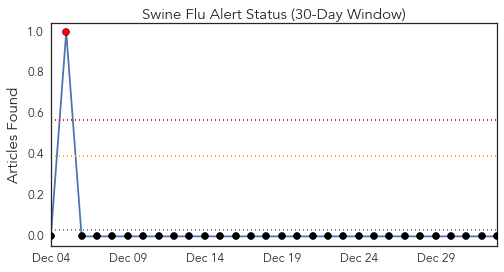 Swine Flu Alert Status (30-Day Window)
Articles Found
1.0
0.8
0.6
0.4
0.2
0.0
Dec 04 Dec 09 Dec 14 Dec 19 Dec 24 Dec 29